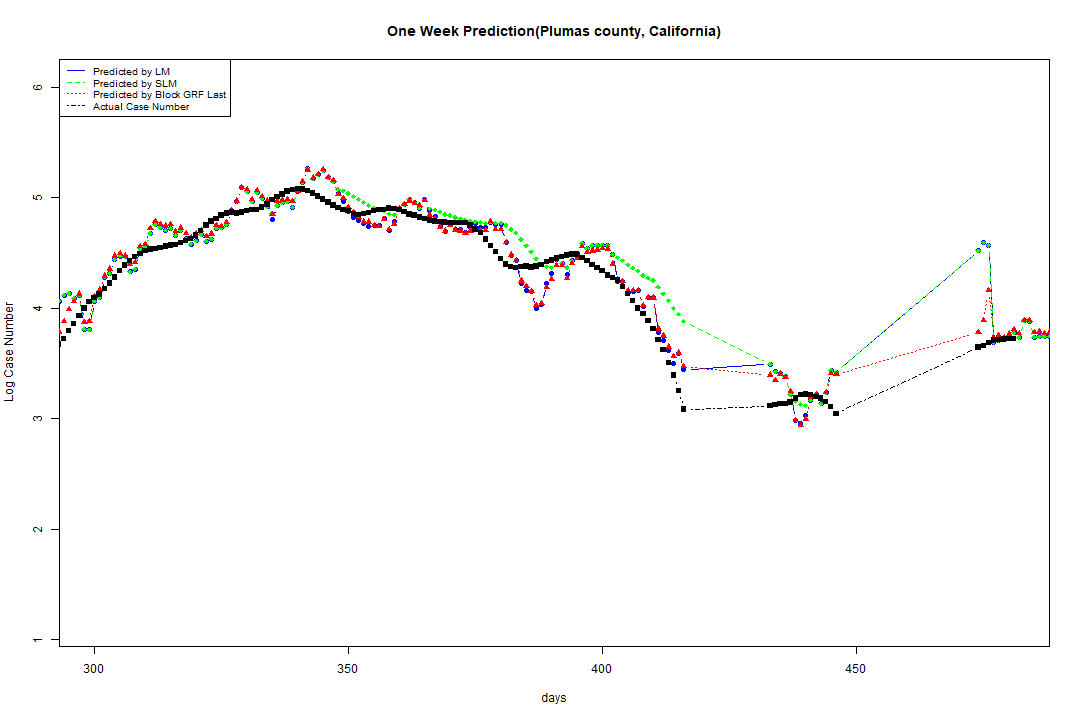 One Week Prediction(Plumas county, California)
Predicted by LM
Predicted by SLM
Predicted by Block GRF Last
Actual Case Number
6
5
4
3
2
1
Log Case Number
300 350 400 450
days